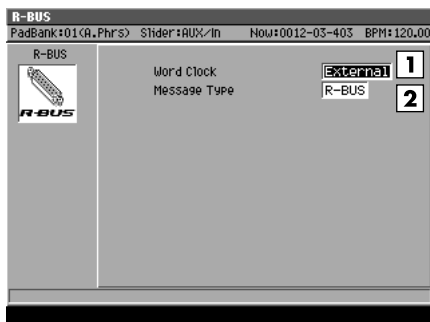 R-BUS
PadBank:01(A.Phrs) Slider:AUX/In Now:0012-03-403 BPM:120.00
R-BUS
Word Clock External 1
Message Type R-BUS 2
R-BUS